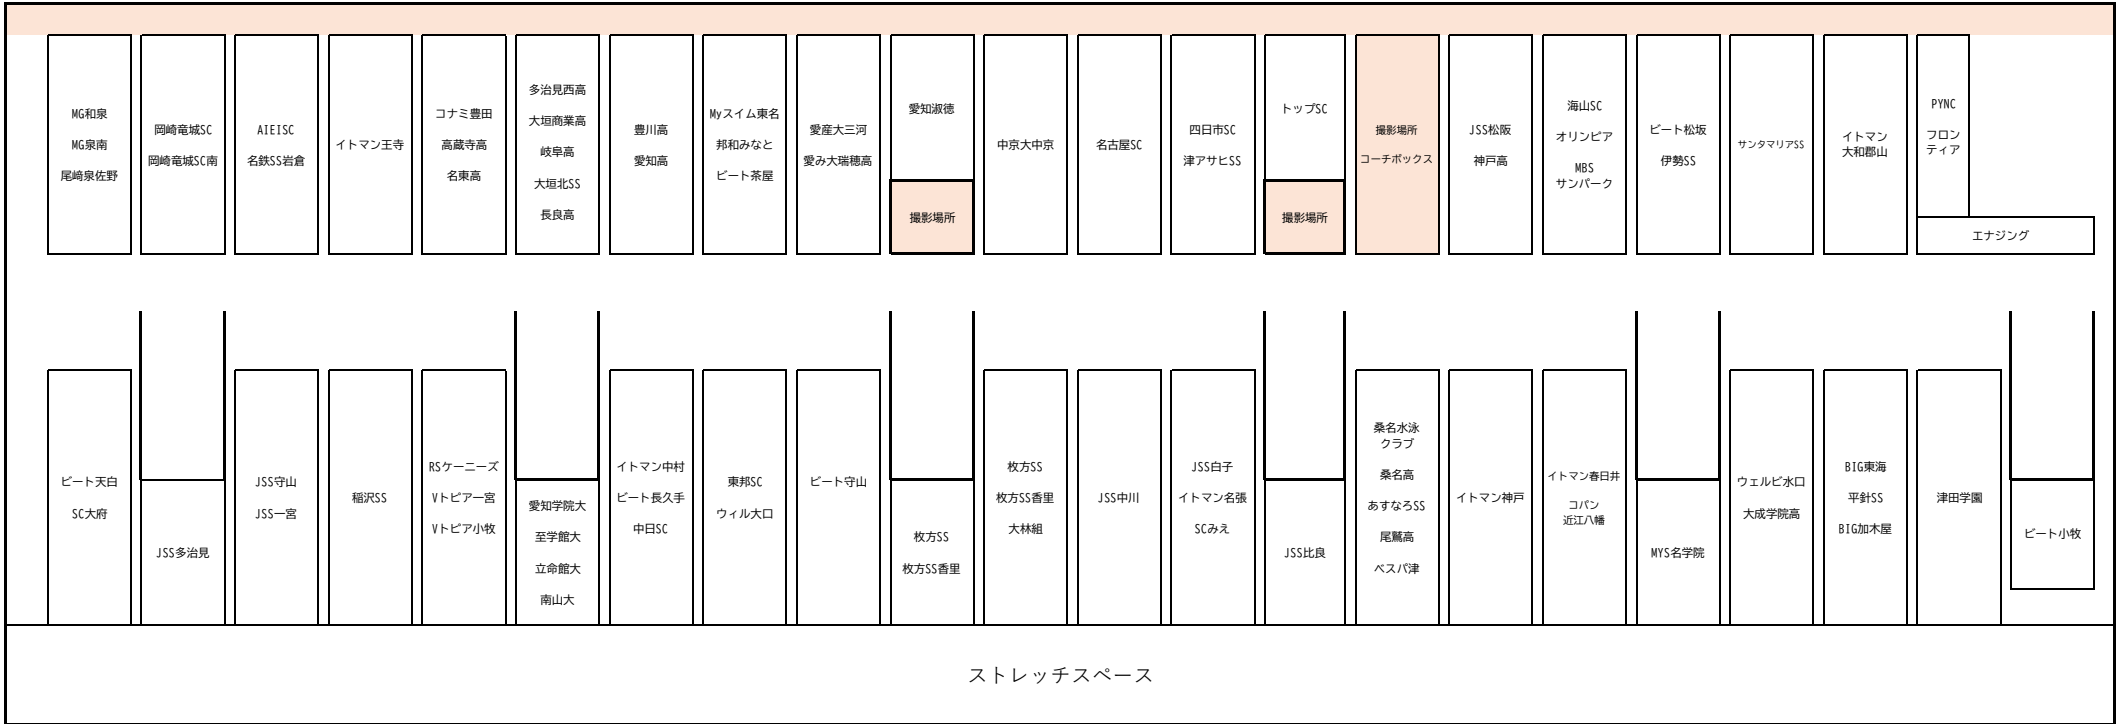 MG和泉
MG泉南
尾﨑泉佐野
岡崎竜城SC
岡崎竜城SC南
AIEISC
名鉄SS岩倉
イトマン王寺
コナミ豊田
高蔵寺高
名東高
多治見西高
大垣商業高
岐阜高
大垣北SS
長良高
豊川高
愛知高
Myスイム東名
邦和みなと
ビート茶屋
愛産大三河
愛み大瑞穂高
愛知淑徳
撮影場所
中京大中京
名古屋SC
四日市SC
津アサヒSS
トップSC
撮影場所
撮影場所
コーチボックス
JSS松阪
神戸高
海山SC
オリンピア
MBS
サンパーク
ビート松坂
伊勢SS
サンタマリアSS
イトマン
大和郡山
PYNC
フロン
ティア
エナジング
ビート天白
SC大府
JSS多治見
JSS守山
JSS一宮
稲沢SS
RSケーニーズ
Vトピア一宮
Vトピア小牧
愛知学院大
至学館大
立命館大
南山大
イトマン中村
ビート長久手
中日SC
東邦SC
ウィル大口
ビート守山
枚方SS
枚方SS香里
枚方SS
枚方SS香里
大林組
JSS中川
JSS白子
イトマン名張
SCみえ
JSS比良
桑名水泳
クラブ
桑名高
あすなろSS
尾鷲高
ベスパ津
イトマン神戸
イトマン春日井
コパン
近江八幡
MYS名学院
ウェルビ水口
大成学院高
BIG東海
平針SS
BIG加木屋
津田学園
ビート小牧
ストレッチスペース